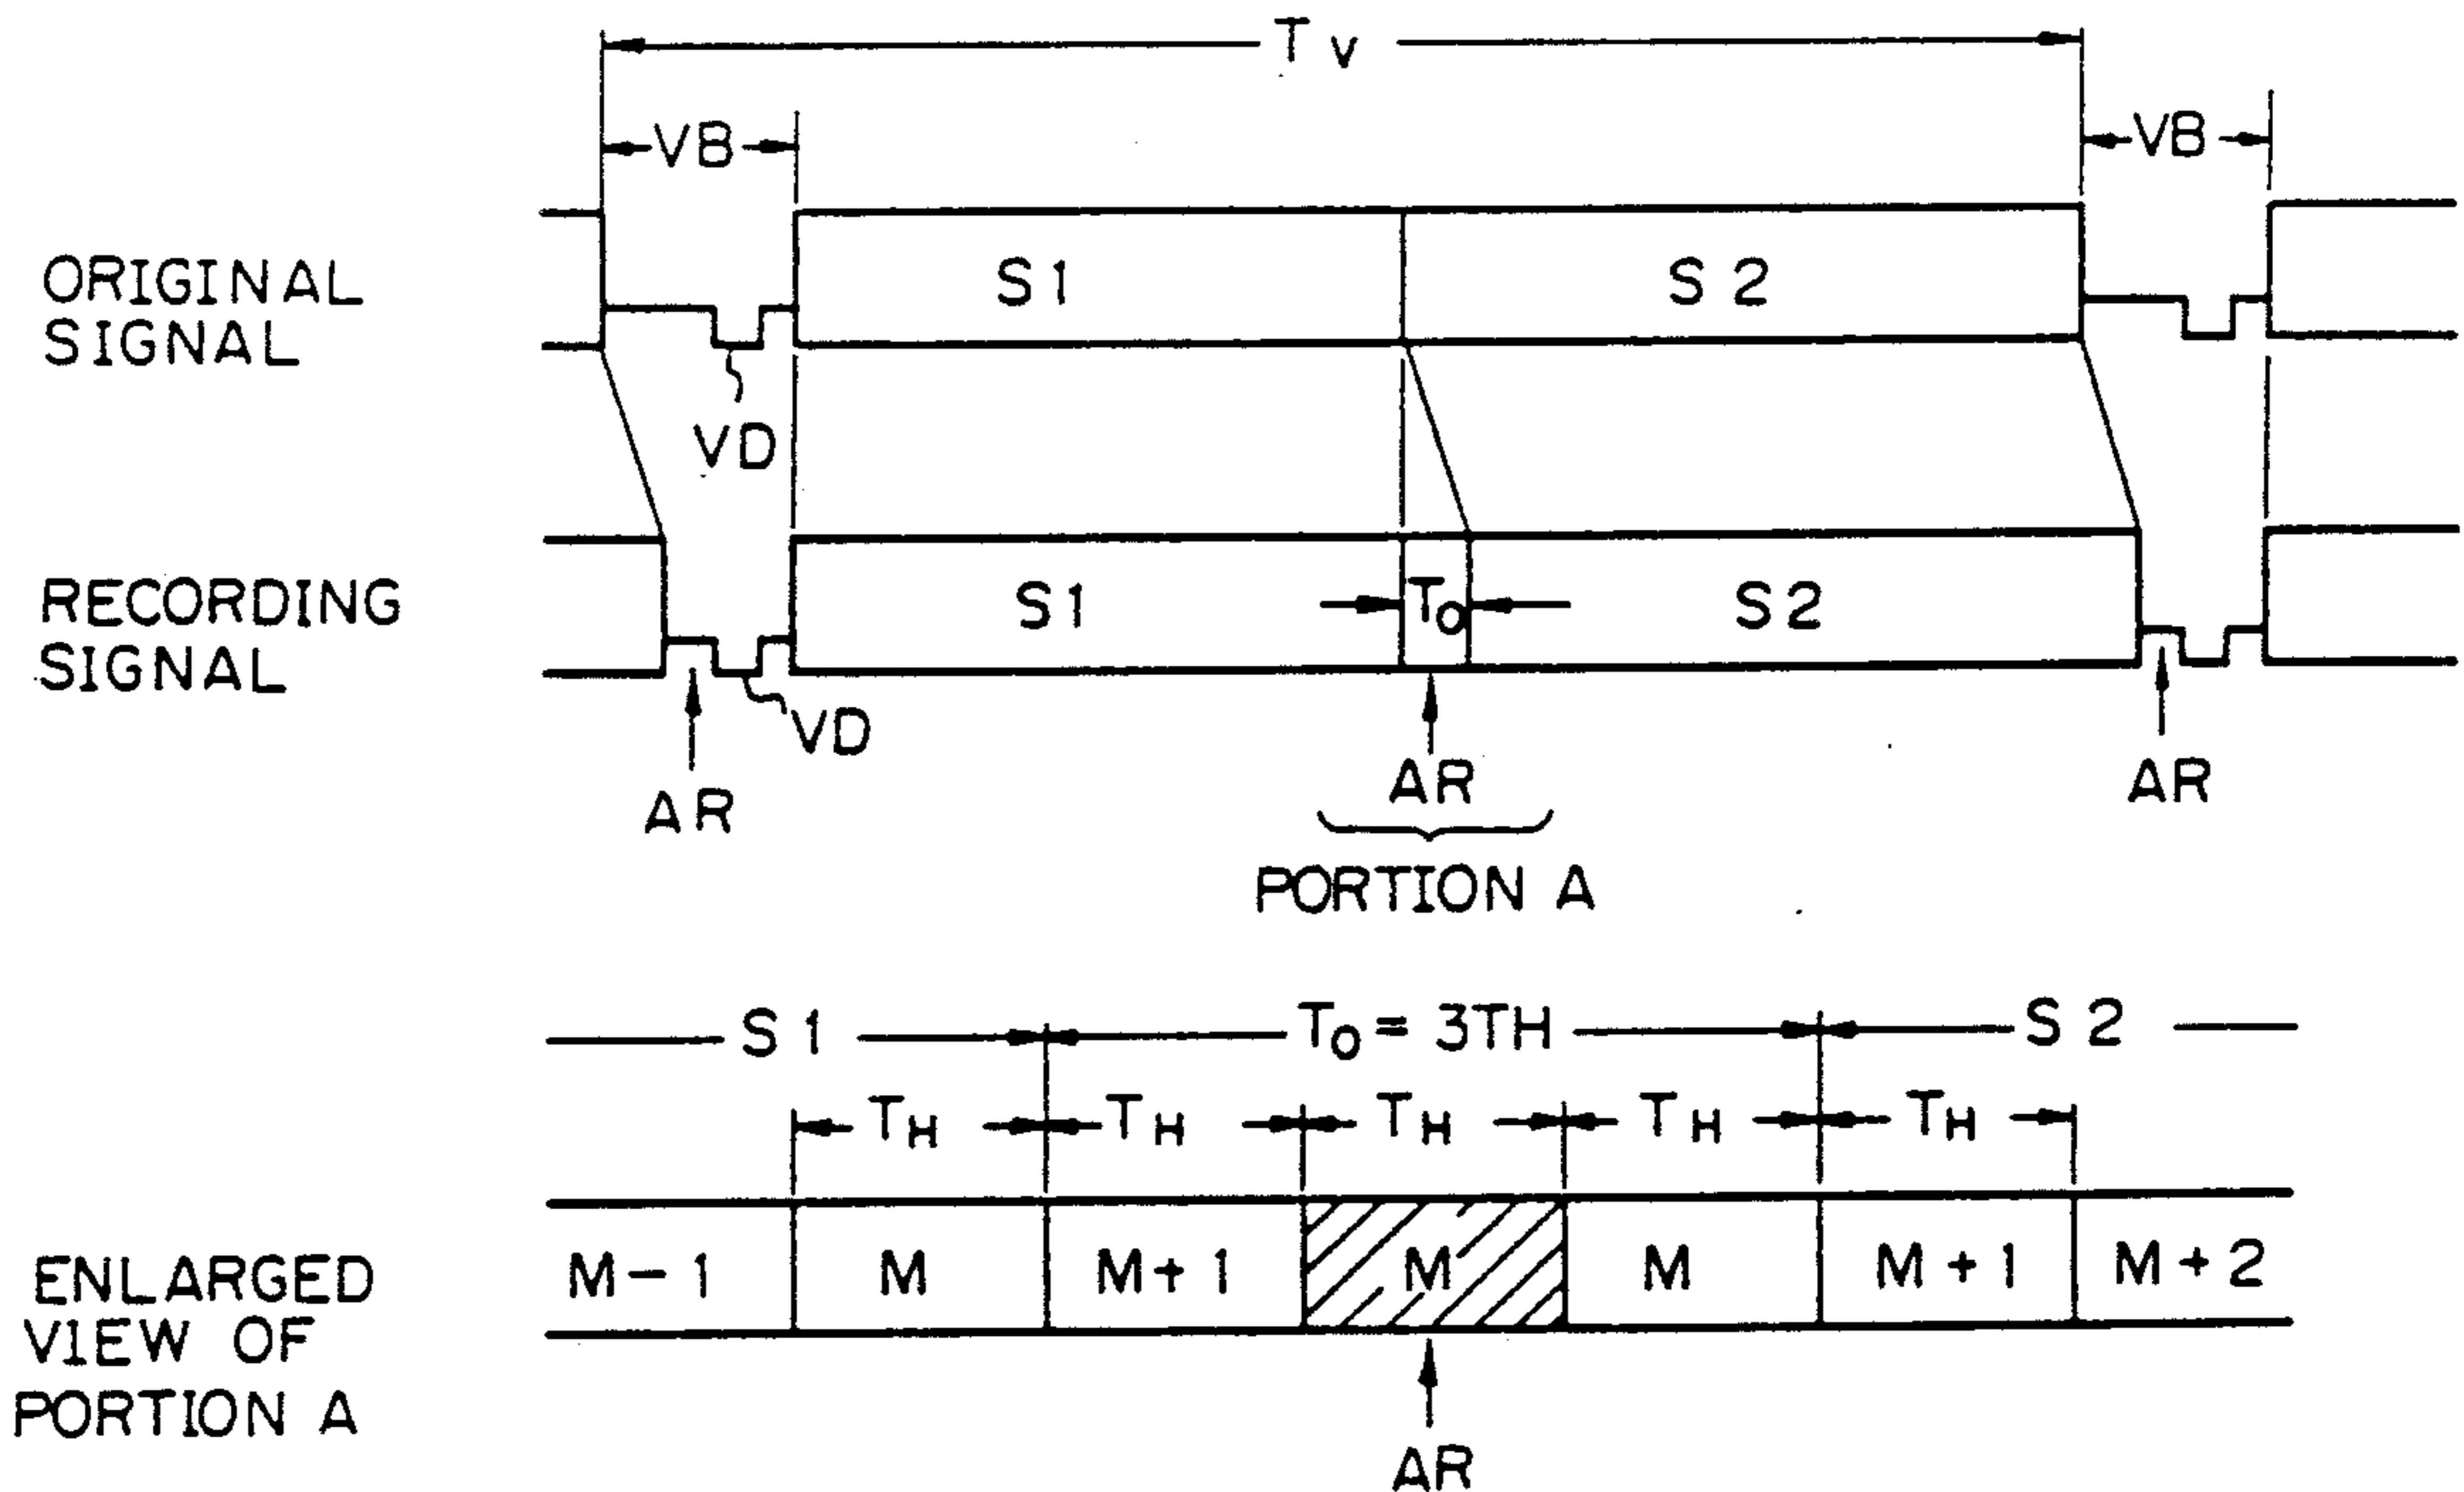 Tv
VB VB
ORIGINAL
SIGNAL
S1 S2
VD
RECORDING
SIGNAL
S1 To S2
VD
AR AR AR
PORTION A
S1 To = 3TH S2
TH TH TH TH TH
ENLARGED
VIEW OF
PORTION A
M-1 M M+1 M M M+1 M+2
AR